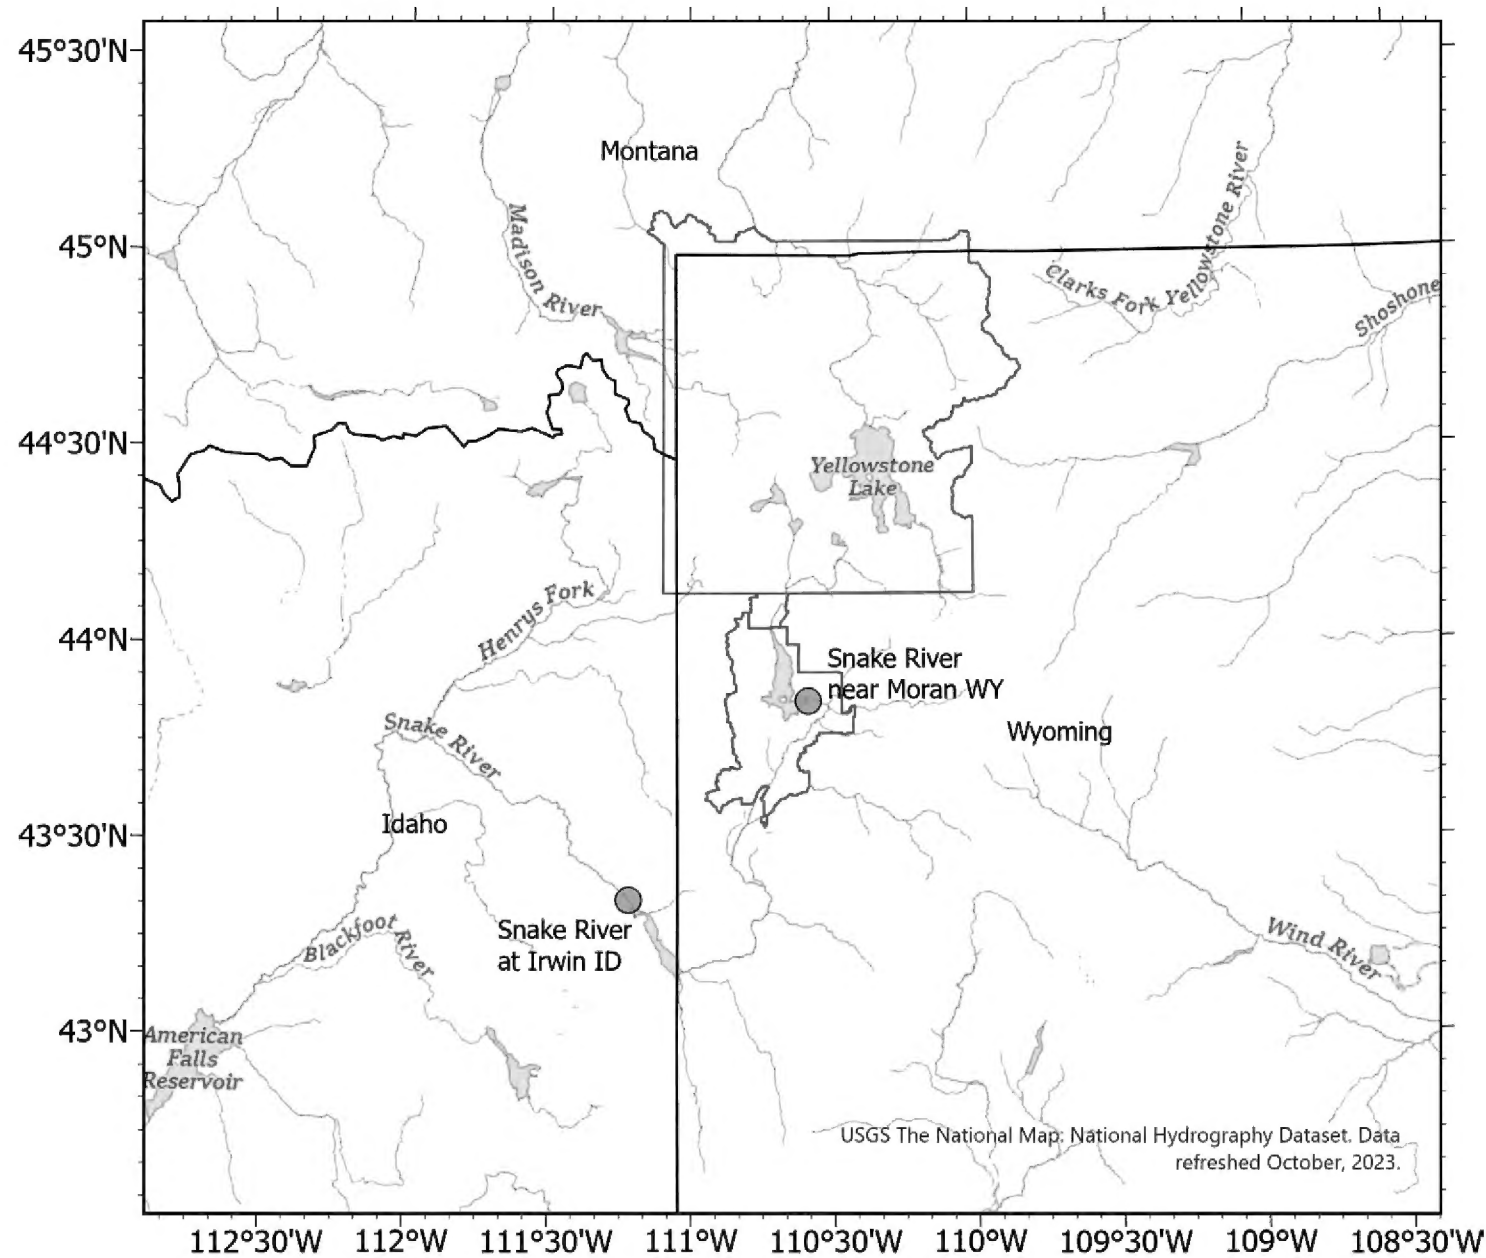 45°30'N
Montana
Madison River
45°N
Clarks Fork Yellowstone River
Shoshone
44°30'N
Yellowstone
Lake
Henrys Fork
44°N
Snake River
near Moran WY
Snake River
Wyoming
43°30'N
Idaho
Snake River
at Irwin ID
Blackfoot River
Wind River
43°N
American
Falls
Reservoir
USGS The National Map: National Hydrography Dataset. Data
refreshed October, 2023.
112°30'W 112°W 111°30'W 111°W 110°30'W 110°W 109°30'W 109°W 108°30'W